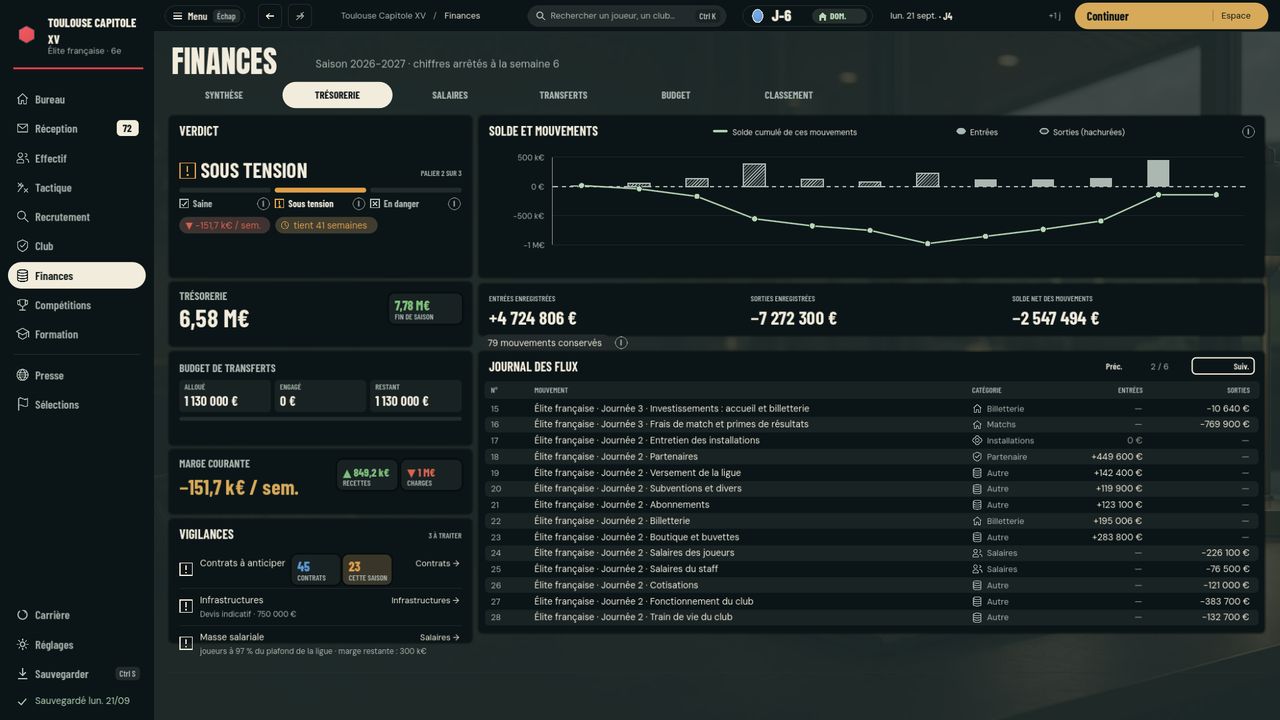 TOULOUSE CAPITOLE XV
Élite française · 6e
Menu Échap
Toulouse Capitole XV / Finances
Rechercher un joueur, un club... Ctrl K
J-6 DOM.
lun. 21 sept. · J4
+1 j
Continuer Espace
Bureau
Réception 72
Effectif
Tactique
Recrutement
Club
Finances
Compétitions
Formation
Presse
Sélections
Carrière
Réglages
Sauvegarder Ctrl S
Sauvegardé lun. 21/09
FINANCES
Saison 2026-2027 · chiffres arrêtés à la semaine 6
SYNTHÈSE TRÉSORERIE SALAIRES TRANSFERTS BUDGET CLASSEMENT
VERDICT
SOUS TENSION PALIER 2 SUR 3
Saine Sous tension En danger
▼ −151,7 k€ / sem. tient 41 semaines
TRÉSORERIE
6,58 M€
7,78 M€
FIN DE SAISON
BUDGET DE TRANSFERTS
ALLOUÉ ENGAGÉ RESTANT
1 130 000 € 0 € 1 130 000 €
MARGE COURANTE
−151,7 k€ / sem.
▲ 849,2 k€ ▼ 1 M€
RECETTES CHARGES
VIGILANCES 3 À TRAITER
Contrats à anticiper 45 CONTRATS 23 CETTE SAISON Contrats →
Infrastructures Infrastructures →
Devis indicatif · 750 000 €
Masse salariale Salaires →
joueurs à 97 % du plafond de la ligue · marge restante : 300 k€
SOLDE ET MOUVEMENTS
Solde cumulé de ces mouvements Entrées Sorties (hachurées)
500 k€
0 €
−500 k€
−1 M€
ENTRÉES ENREGISTRÉES SORTIES ENREGISTRÉES SOLDE NET DES MOUVEMENTS
+4 724 806 € −7 272 300 € −2 547 494 €
79 mouvements conservés
JOURNAL DES FLUX Préc. 2 / 6 Suiv.
N° MOUVEMENT CATÉGORIE ENTRÉES SORTIES
15 Élite française · Journée 3 · Investissements : accueil et billetterie Billetterie — −10 640 €
16 Élite française · Journée 3 · Frais de match et primes de résultats Matchs — −769 900 €
17 Élite française · Journée 2 · Entretien des installations Installations 0 € —
18 Élite française · Journée 2 · Partenaires Partenaire +449 600 € —
19 Élite française · Journée 2 · Versement de la ligue Autre +142 400 € —
20 Élite française · Journée 2 · Subventions et divers Autre +119 900 € —
21 Élite française · Journée 2 · Abonnements Autre +123 100 € —
22 Élite française · Journée 2 · Billetterie Billetterie +195 006 € —
23 Élite française · Journée 2 · Boutique et buvettes Autre +283 800 € —
24 Élite française · Journée 2 · Salaires des joueurs Salaires — −226 100 €
25 Élite française · Journée 2 · Salaires du staff Salaires — −76 500 €
26 Élite française · Journée 2 · Cotisations Autre — −121 000 €
27 Élite française · Journée 2 · Fonctionnement du club Autre — −383 700 €
28 Élite française · Journée 2 · Train de vie du club Autre — −132 700 €